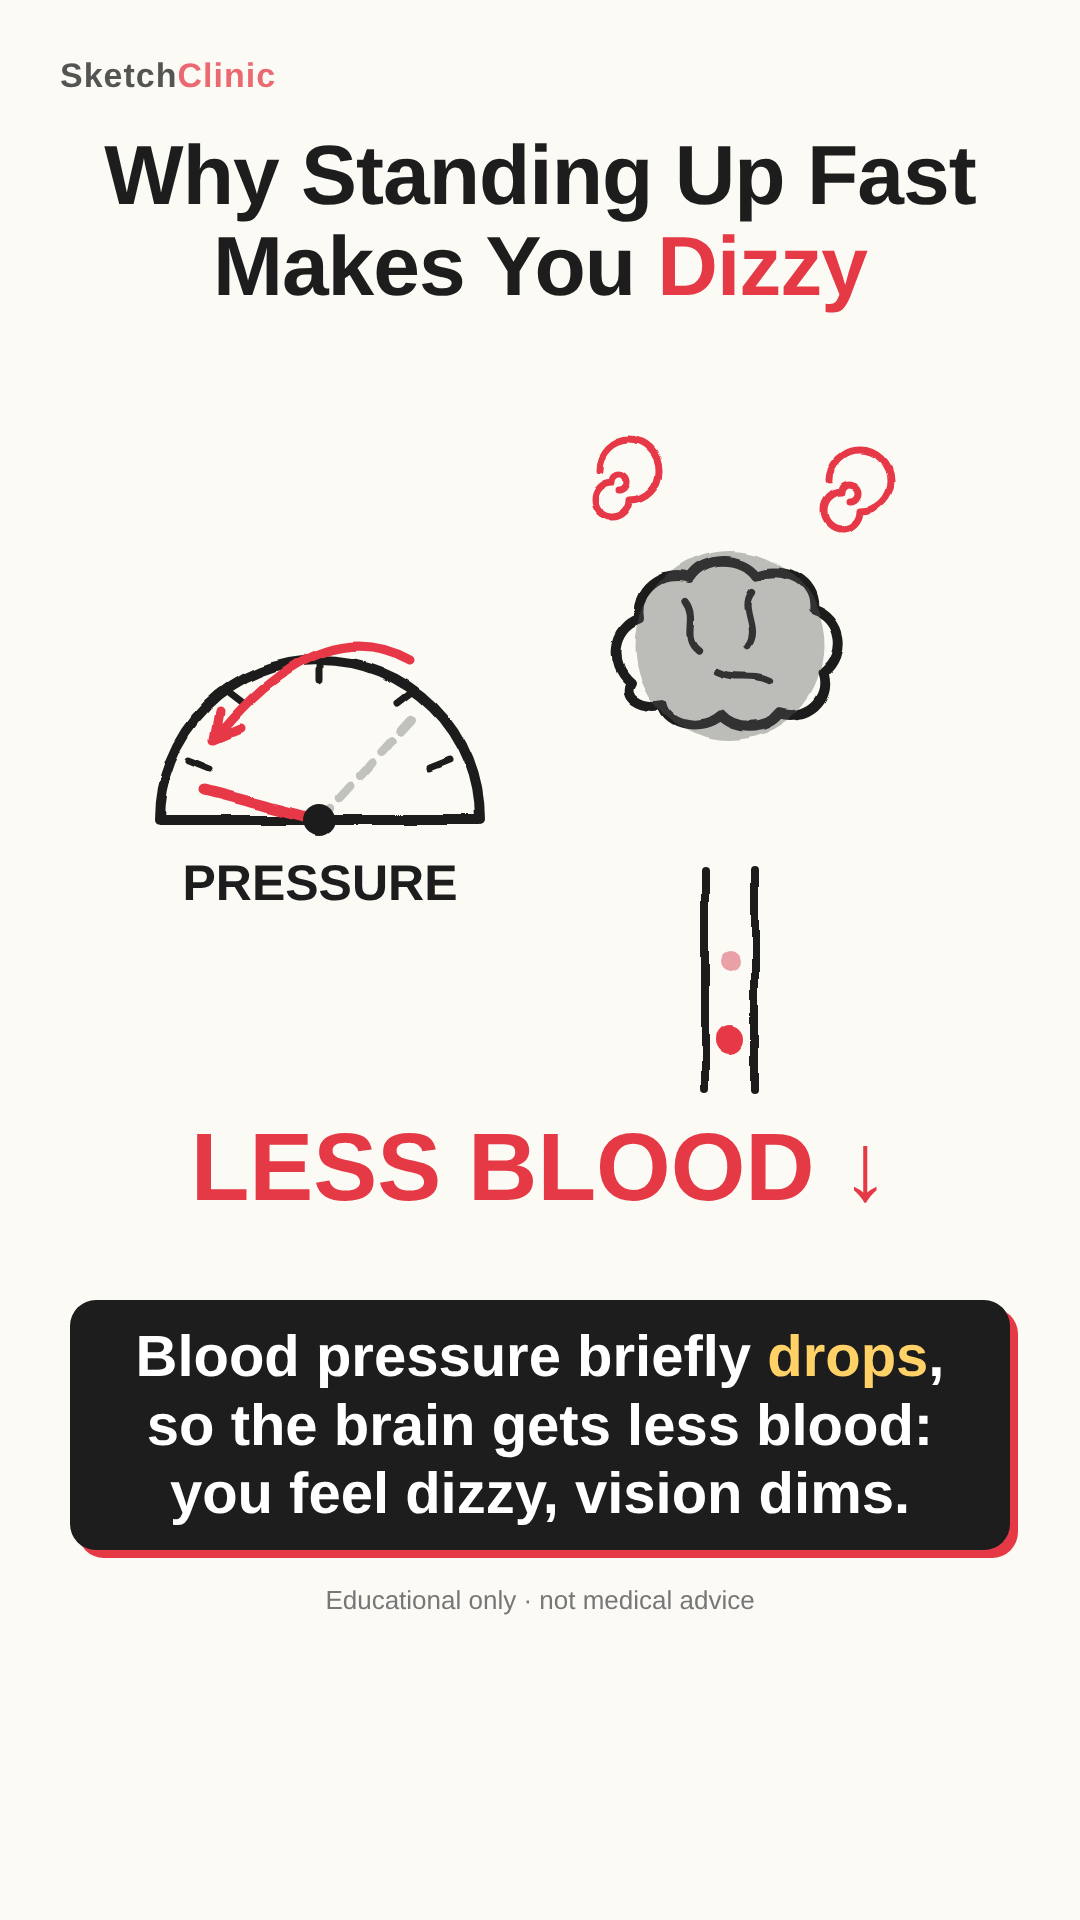 SketchClinic
Why Standing Up Fast
Makes You Dizzy
PRESSURE
LESS BLOOD ↓
Blood pressure briefly drops,
so the brain gets less blood:
you feel dizzy, vision dims.
Educational only · not medical advice